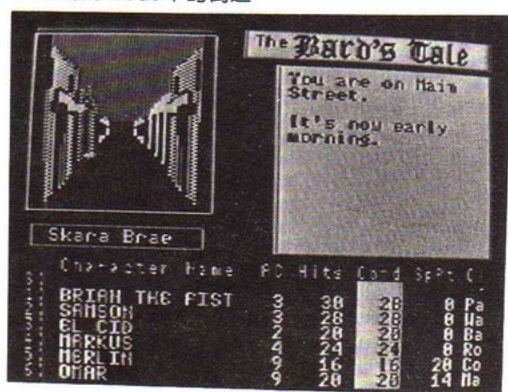 The Bard's Tale
You are on Main
Street.
It's now early
morning.
Skara Brae
Character Name AC Hits Cond SpPt Cl
BRIAN THE FIST 3 30 28 0 Pa
SAMSON 3 28 28 0 Wa
EL CID 2 20 20 0 Ba
MARKUS 4 24 24 0 Ro
MERLIN 9 16 16 20 Co
OMAR 9 20 20 14 Ma